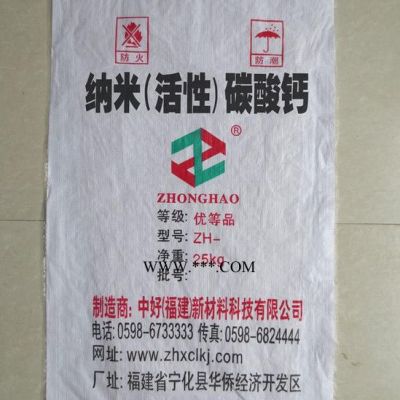 防火 防潮
纳米(活性)碳酸钙
®
ZHONGHAO
等级: 优等品
型号: ZH-
净重: 25kg
WWW.***.COM
批号:
制造商: 中好(福建)新材料科技有限公司
电话: 0598-6733333 传真: 0598-6824444
网址: www.zhxclkj.com
厂址: 福建省宁化县华侨经济开发区